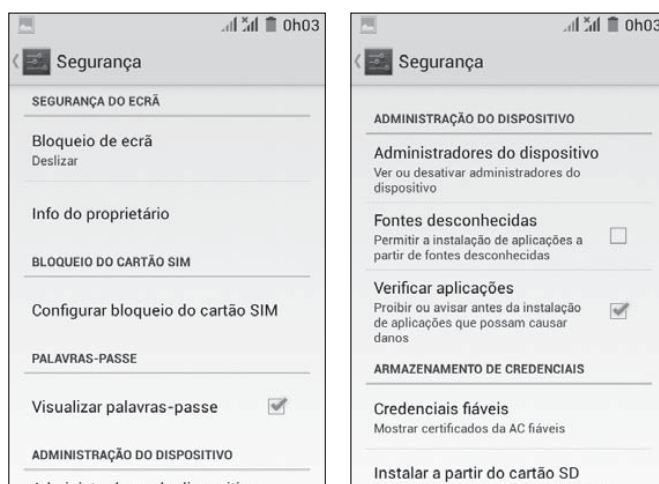 0h03
Segurança
SEGURANÇA DO ECRÃ
Bloqueio de ecrã
Deslizar
Info do proprietário
BLOQUEIO DO CARTÃO SIM
Configurar bloqueio do cartão SIM
PALAVRAS-PASSE
Visualizar palavras-passe
ADMINISTRAÇÃO DO DISPOSITIVO
0h03
Segurança
ADMINISTRAÇÃO DO DISPOSITIVO
Administradores do dispositivo
Ver ou desativar administradores do
dispositivo
Fontes desconhecidas
Permitir a instalação de aplicações a
partir de fontes desconhecidas
Verificar aplicações
Proibir ou avisar antes da instalação
de aplicações que possam causar
danos
ARMAZENAMENTO DE CREDENCIAIS
Credenciais fiáveis
Mostrar certificados da AC fiáveis
Instalar a partir do cartão SD